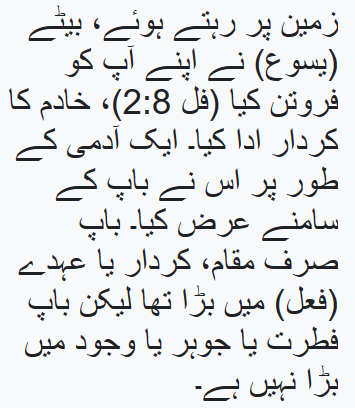 زمین پر رہتے ہوئے، بیٹے
(یسوع) نے اپنے آپ کو
فروتن کیا (فل 2:8)، خادم کا
کردار ادا کیا۔ ایک آدمی کے
طور پر اس نے باپ کے
سامنے عرض کیا۔ باپ
صرف مقام، کردار یا عہدے
(فعل) میں بڑا تھا لیکن باپ
فطرت یا جوہر یا وجود میں
بڑا نہیں ہے۔